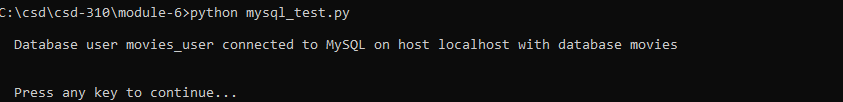 C:\csd\csd-310\module-6>python mysql_test.py
Database user movies_user connected to MySQL on host localhost with database movies
Press any key to continue...